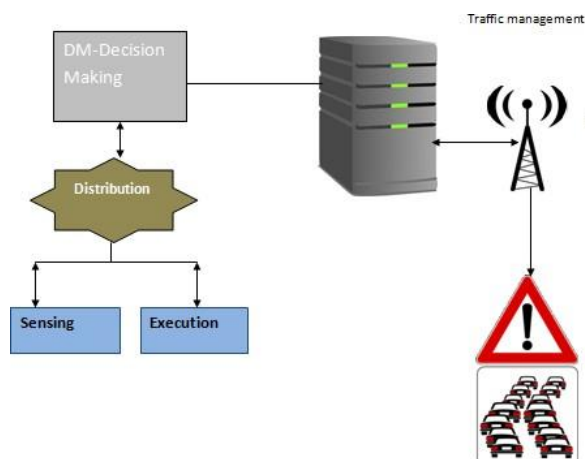 Traffic management
DM-Decision
Making
Distribution
Sensing
Execution